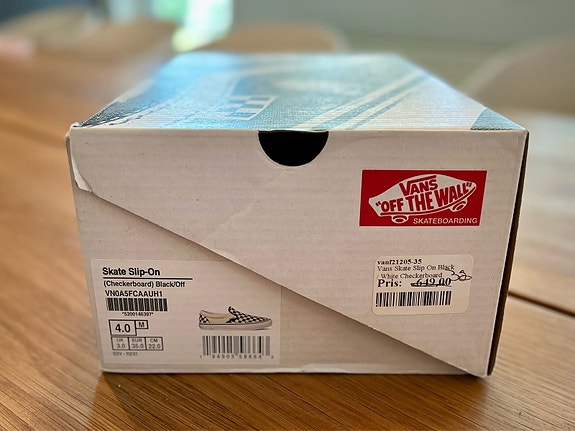 VANS
"OFF THE WALL"
SKATEBOARDING
Skate Slip-On
(Checkerboard) Black/Off
VN0A5FCAAUH1
*5200146397*
4.0 M
UK EUR CM
3.0 35.0 22.0
vanf21205-35
Vans Skate Slip On Black
/ White Checkerboard
Pris: 649,00